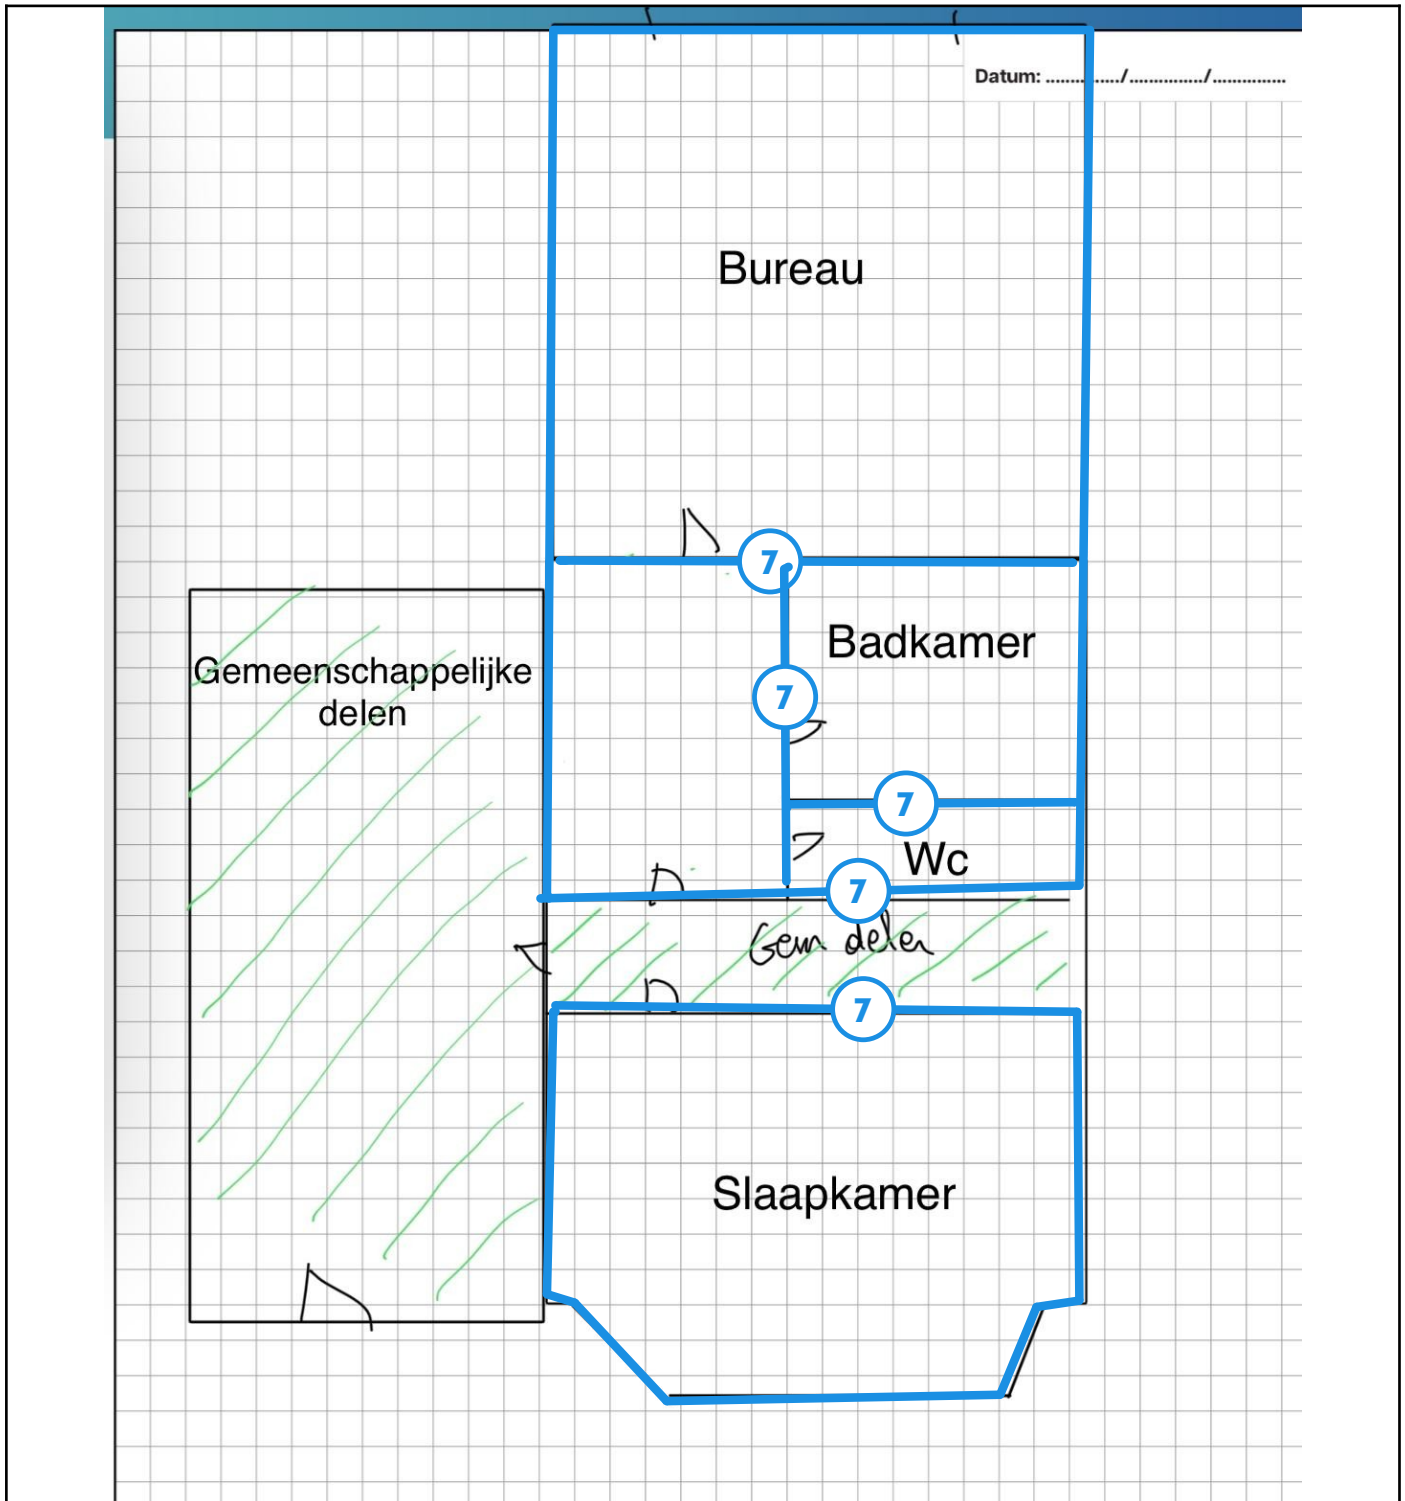 Datum: ............../.............../...............
Bureau
7
Badkamer
Gemeenschappelijke
delen
7
7
Wc
7
Gem delen
7
Slaapkamer